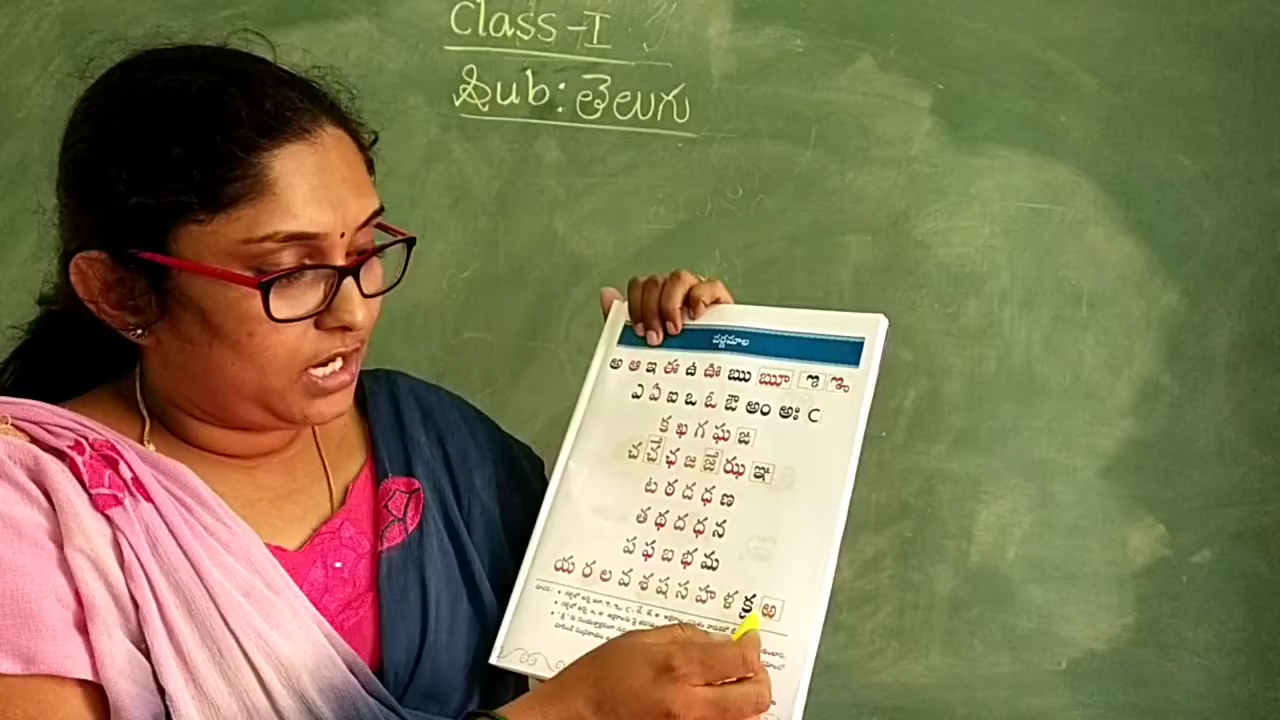 Class-I
Sub: తెలుగు
వర్ణమాల
అ ఆ ఇ ఈ ఉ ఊ ఋ ౠ ఌ ౡ
ఎ ఏ ఐ ఒ ఓ ఔ అం అః C
క ఖ గ ఘ ఙ
చ ఛ జ ఝ ఞ
ట ఠ డ ఢ ణ
త థ ద ధ న
ప ఫ బ భ మ
య ర ల వ శ ష స హ ళ క్ష ఱ